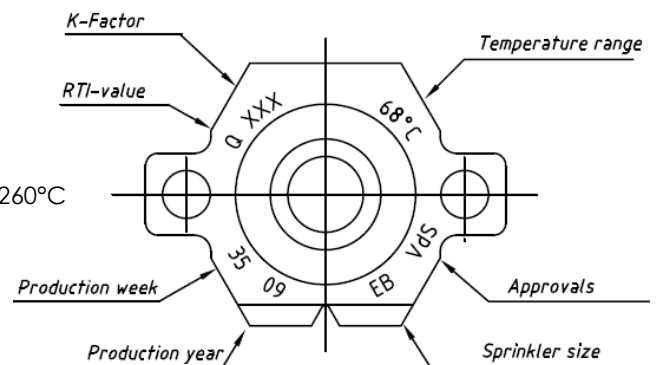 K-Factor
Temperature range
RTI-value
Q XXX
68°C
260°C
35
09
EB
VdS
Production week
Approvals
Production year
Sprinkler size